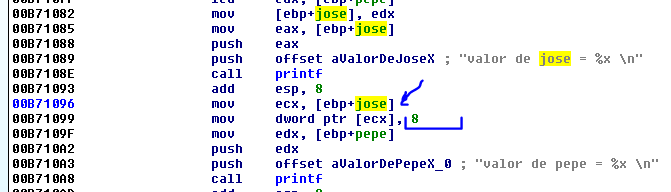 00B71082 mov [ebp+jose], edx
00B71085 mov eax, [ebp+jose]
00B71088 push eax
00B71089 push offset aValorDeJoseX ; "valor de jose = %x \n"
00B7108E call printf
00B71093 add esp, 8
00B71096 mov ecx, [ebp+jose]
00B71099 mov dword ptr [ecx], 8
00B7109F mov edx, [ebp+pepe]
00B710A2 push edx
00B710A3 push offset aValorDePepeX_0 ; "valor de pepe = %x \n"
00B710A8 call printf